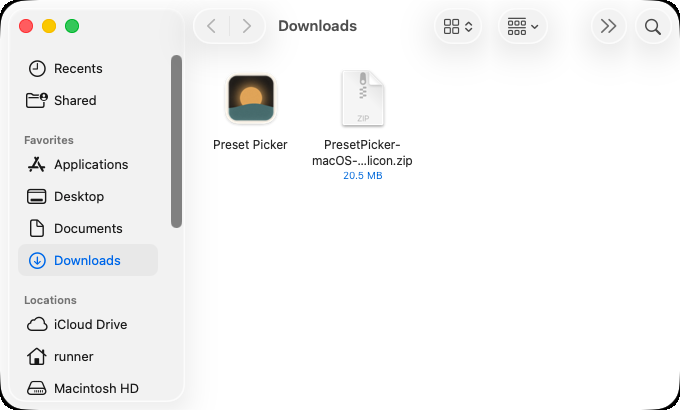 Downloads
Recents
Shared
Favorites
Applications
Desktop
Documents
Downloads
Locations
iCloud Drive
runner
Macintosh HD
Preset Picker
ZIP
PresetPicker-
macOS-...licon.zip
20.5 MB